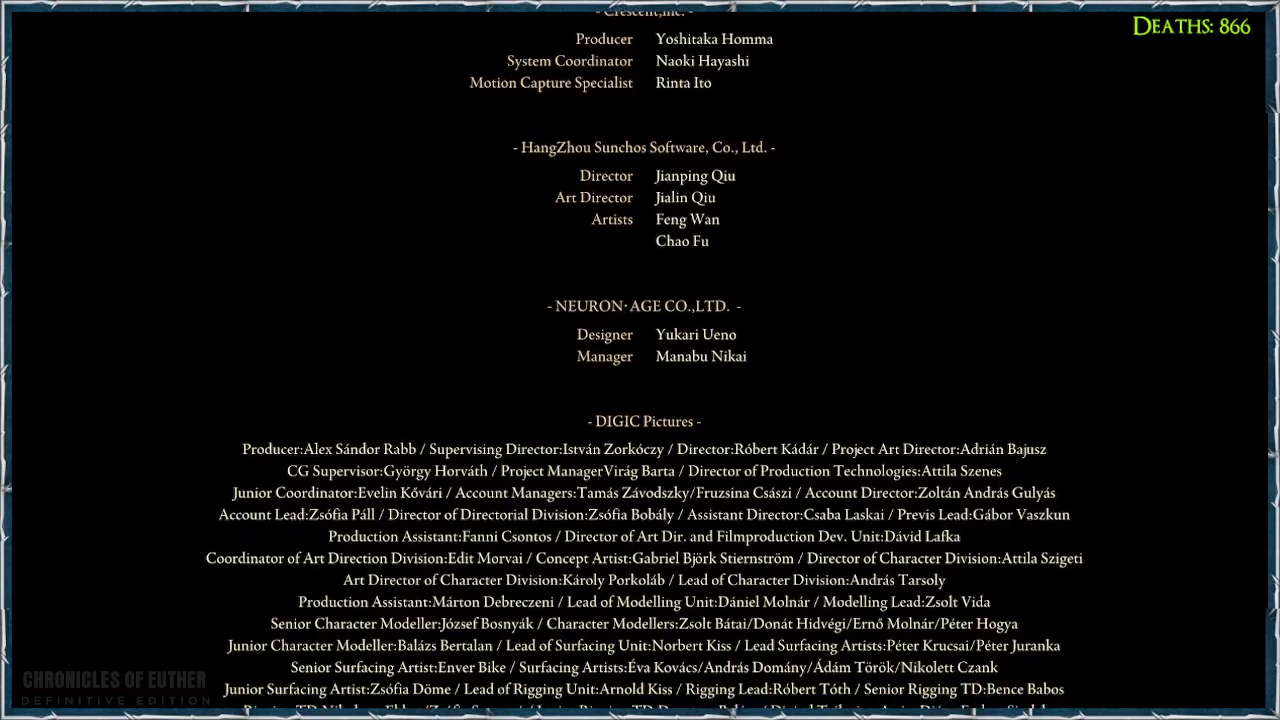 - Crescent,Inc. -
DEATHS: 866
Producer Yoshitaka Homma
System Coordinator Naoki Hayashi
Motion Capture Specialist Rinta Ito
- HangZhou Sunchos Software, Co., Ltd. -
Director Jianping Qiu
Art Director Jialin Qiu
Artists Feng Wan
Chao Fu
- NEURON·AGE CO.,LTD. -
Designer Yukari Ueno
Manager Manabu Nikai
- DIGIC Pictures -
Producer:Alex Sándor Rabb / Supervising Director:István Zorkóczy / Director:Róbert Kádár / Project Art Director:Adrián Bajusz
CG Supervisor:György Horváth / Project ManagerVirág Barta / Director of Production Technologies:Attila Szenes
Junior Coordinator:Evelin Kővári / Account Managers:Tamás Závodszky/Fruzsina Császi / Account Director:Zoltán András Gulyás
Account Lead:Zsófia Páll / Director of Directorial Division:Zsófia Bobály / Assistant Director:Csaba Laskai / Previs Lead:Gábor Vaszkun
Production Assistant:Fanni Csontos / Director of Art Dir. and Filmproduction Dev. Unit:Dávid Lafka
Coordinator of Art Direction Division:Edit Morvai / Concept Artist:Gabriel Björk Stiernström / Director of Character Division:Attila Szigeti
Art Director of Character Division:Károly Porkoláb / Lead of Character Division:András Tarsoly
Production Assistant:Márton Debreczeni / Lead of Modelling Unit:Dániel Molnár / Modelling Lead:Zsolt Vida
Senior Character Modeller:József Bosnyák / Character Modellers:Zsolt Bátai/Donát Hidvégi/Ernő Molnár/Péter Hogya
Junior Character Modeller:Balázs Bertalan / Lead of Surfacing Unit:Norbert Kiss / Lead Surfacing Artists:Péter Krucsai/Péter Juranka
Senior Surfacing Artist:Enver Bike / Surfacing Artists:Éva Kovács/András Domány/Ádám Török/Nikolett Czank
Junior Surfacing Artist:Zsófia Döme / Lead of Rigging Unit:Arnold Kiss / Rigging Lead:Róbert Tóth / Senior Rigging TD:Bence Babos
CHRONICLES OF EUTHER
DEFINITIVE EDITION